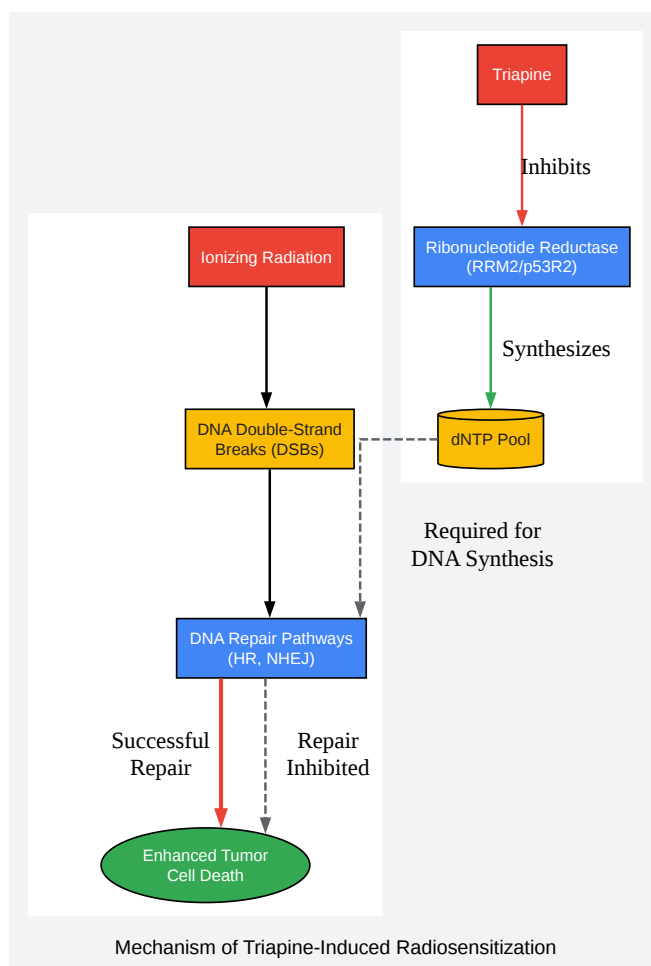 Triapine
Inhibits
Ribonucleotide Reductase
(RRM2/p53R2)
Synthesizes
dNTP Pool
Ionizing Radiation
DNA Double-Strand
Breaks (DSBs)
Required for
DNA Synthesis
DNA Repair Pathways
(HR, NHEJ)
Successful
Repair
Repair
Inhibited
Enhanced Tumor
Cell Death
Mechanism of Triapine-Induced Radiosensitization